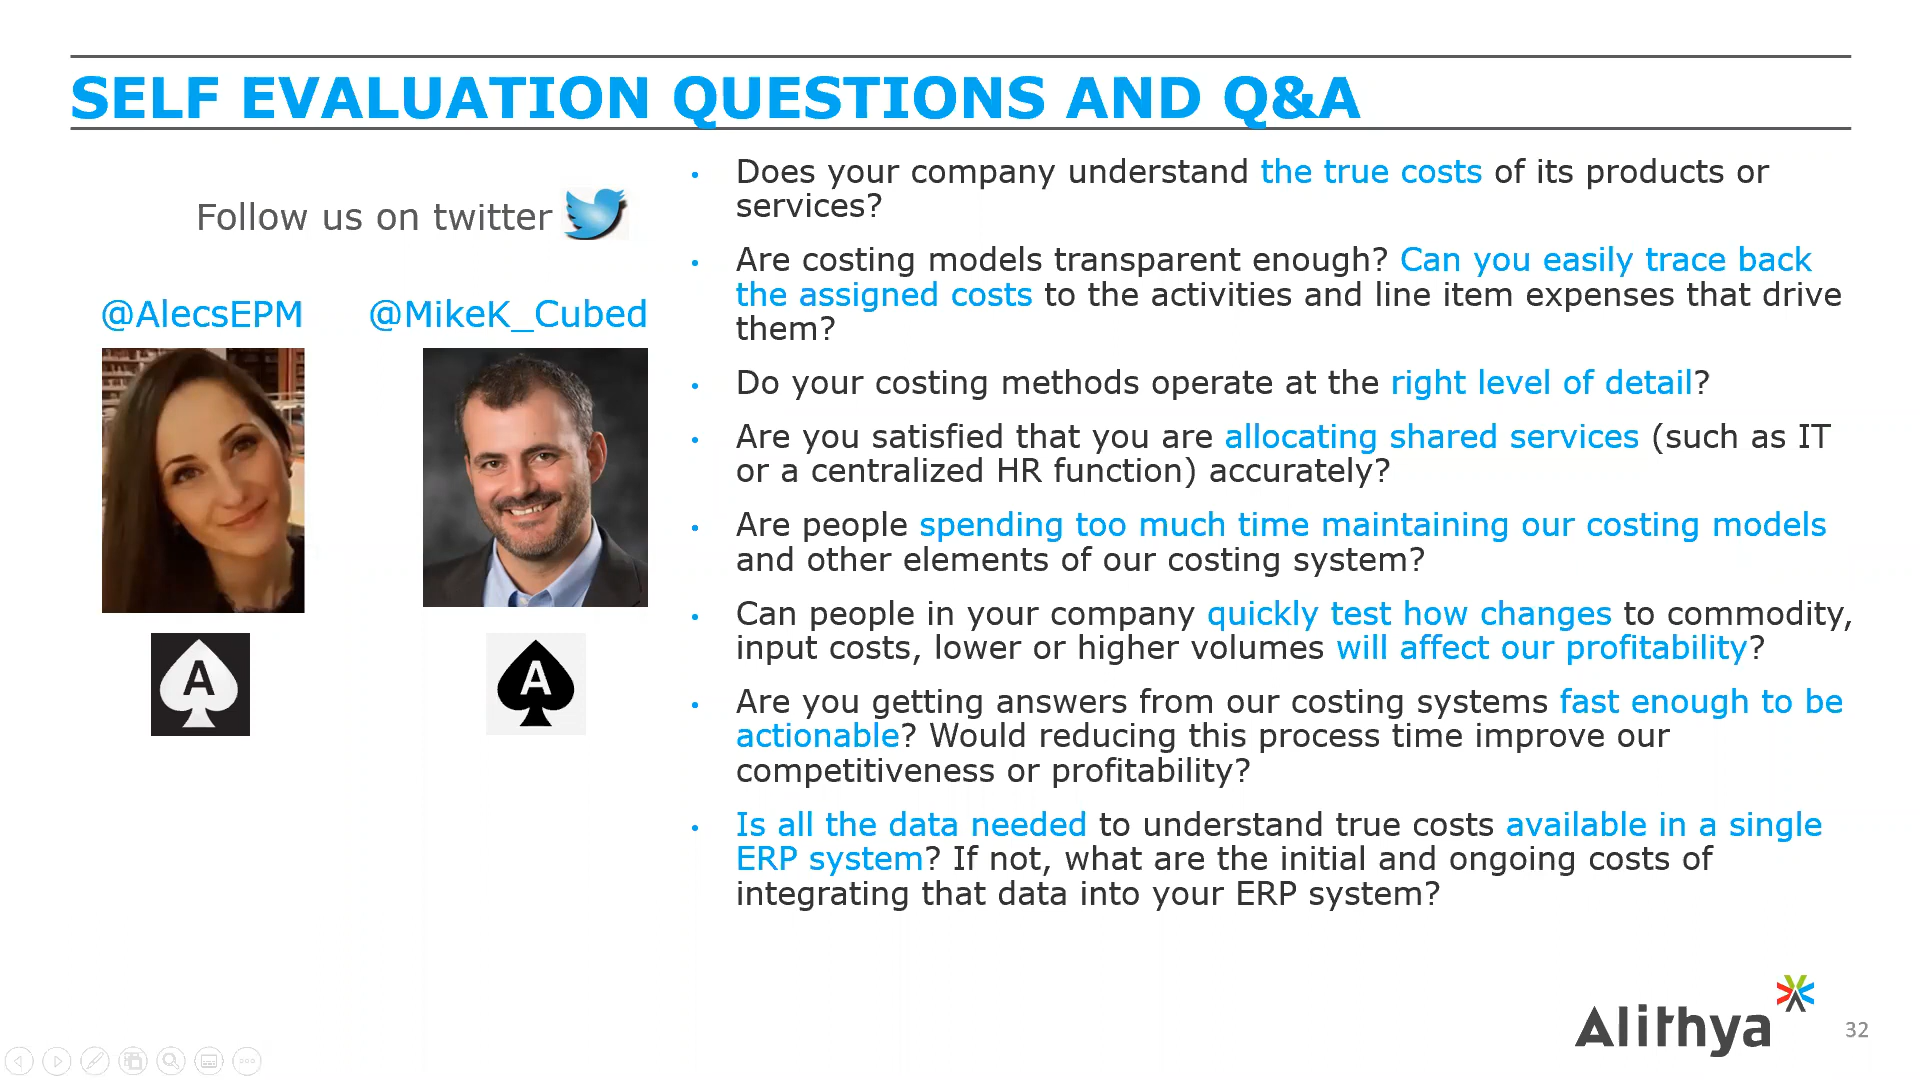 SELF EVALUATION QUESTIONS AND Q&A
Follow us on twitter
@AlecsEPM
@MikeK_Cubed
A
A
• Does your company understand the true costs of its products or
services?
• Are costing models transparent enough? Can you easily trace back
the assigned costs to the activities and line item expenses that drive
them?
• Do your costing methods operate at the right level of detail?
• Are you satisfied that you are allocating shared services (such as IT
or a centralized HR function) accurately?
• Are people spending too much time maintaining our costing models
and other elements of our costing system?
• Can people in your company quickly test how changes to commodity,
input costs, lower or higher volumes will affect our profitability?
• Are you getting answers from our costing systems fast enough to be
actionable? Would reducing this process time improve our
competitiveness or profitability?
• Is all the data needed to understand true costs available in a single
ERP system? If not, what are the initial and ongoing costs of
integrating that data into your ERP system?
Alithya
32